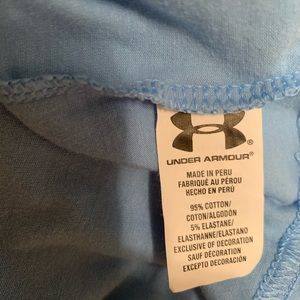 UNDER ARMOUR®
MADE IN PERU
FABRIQUÉ AU PÉROU
HECHO EN PERÚ
95% COTTON/
COTON/ALGODÓN
5% ELASTANE/
ELASTHANNE/ELASTANO
EXCLUSIVE OF DECORATION
SAUF DÉCORATION
EXCEPTO DECORACIÓN